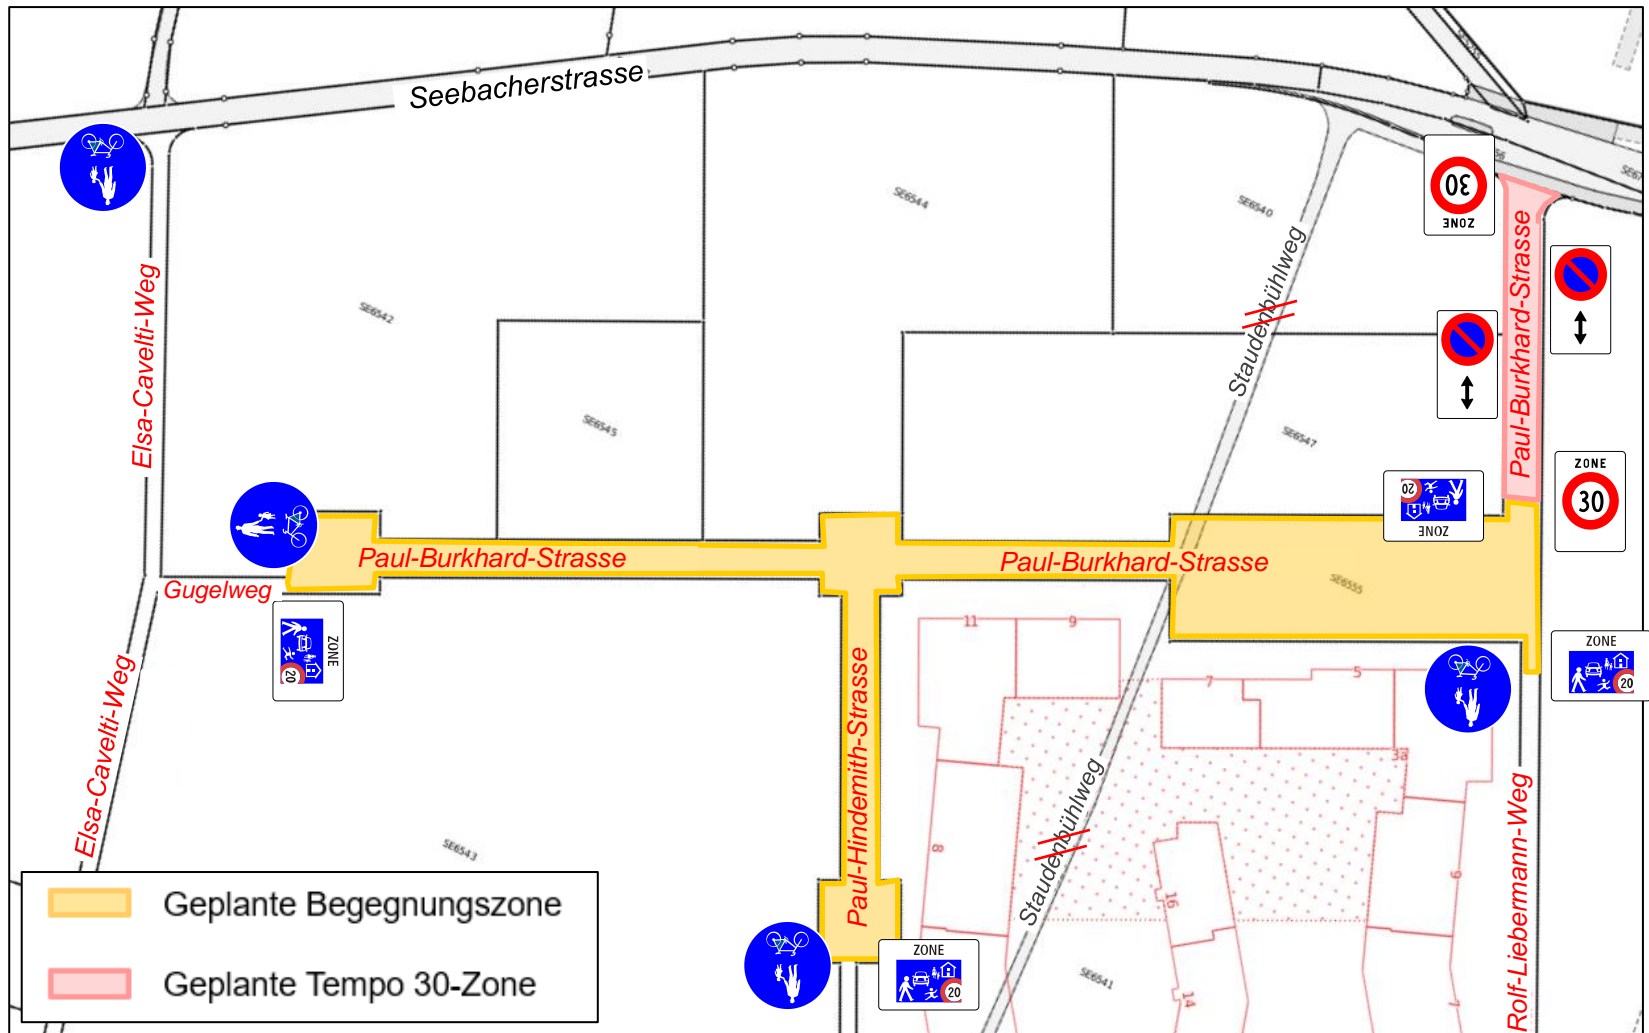 Seebacherstrasse
SE6544
SE6540
56
30
ZONE
Elsa-Cavelti-Weg
SE6542
Staudenbühlweg
Paul-Burkhard-Strasse
SE6545
SE6547
ZONE
30
20
ZONE
Paul-Burkhard-Strasse
Paul-Burkhard-Strasse
SE6555
Gugelweg
ZONE
20
11
9
7
5
3a
ZONE
20
Elsa-Cavelti-Weg
Paul-Hindemith-Strasse
Staudenbühlweg
Rolf-Liebermann-Weg
SE6543
8
16
9
14
7
SE6541
ZONE
20
Geplante Begegnungszone
Geplante Tempo 30-Zone